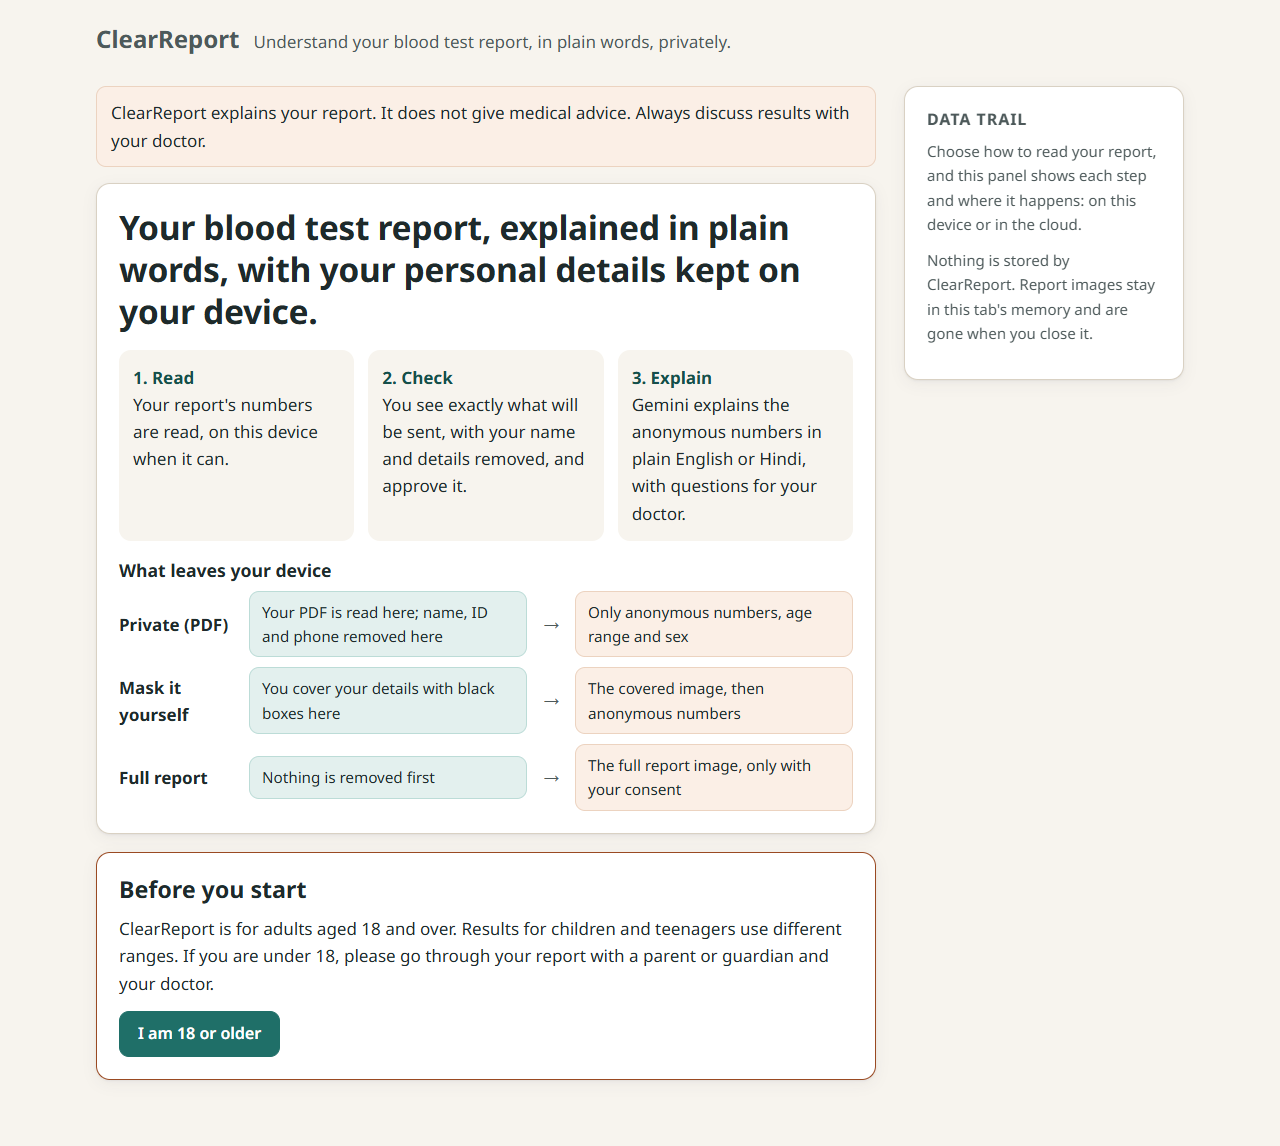 ClearReport Understand your blood test report, in plain words, privately.
ClearReport explains your report. It does not give medical advice. Always discuss results with
your doctor.
Your blood test report, explained in plain
words, with your personal details kept on
your device.
1. Read
Your report's numbers
are read, on this device
when it can.
2. Check
You see exactly what will
be sent, with your name
and details removed, and
approve it.
3. Explain
Gemini explains the
anonymous numbers in
plain English or Hindi,
with questions for your
doctor.
What leaves your device
Private (PDF)
Your PDF is read here; name, ID
and phone removed here
→
Only anonymous numbers, age
range and sex
Mask it
yourself
You cover your details with black
boxes here
→
The covered image, then
anonymous numbers
Full report
Nothing is removed first
→
The full report image, only with
your consent
Before you start
ClearReport is for adults aged 18 and over. Results for children and teenagers use different
ranges. If you are under 18, please go through your report with a parent or guardian and
your doctor.
I am 18 or older
DATA TRAIL
Choose how to read your report,
and this panel shows each step
and where it happens: on this
device or in the cloud.
Nothing is stored by
ClearReport. Report images stay
in this tab's memory and are
gone when you close it.